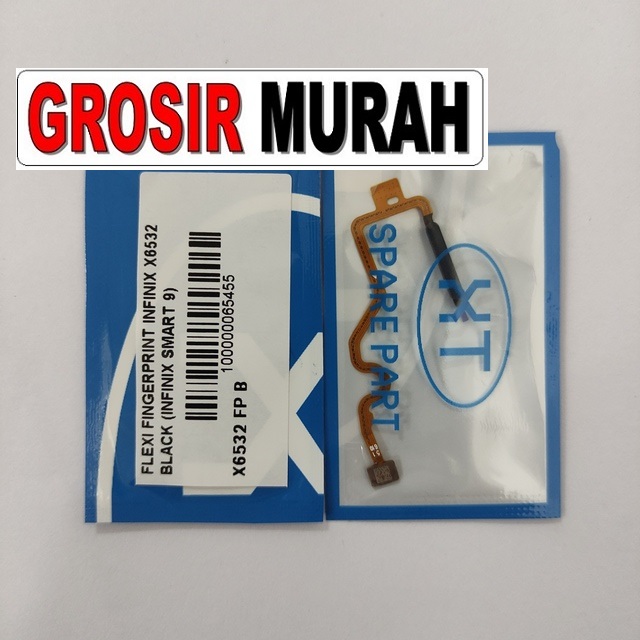 GROSIR MURAH
FLEXI FINGERPRINT INFINIX X6532
BLACK (INFINIX SMART 9)
100000065455
X6532 FP B
SPARE PART
XT